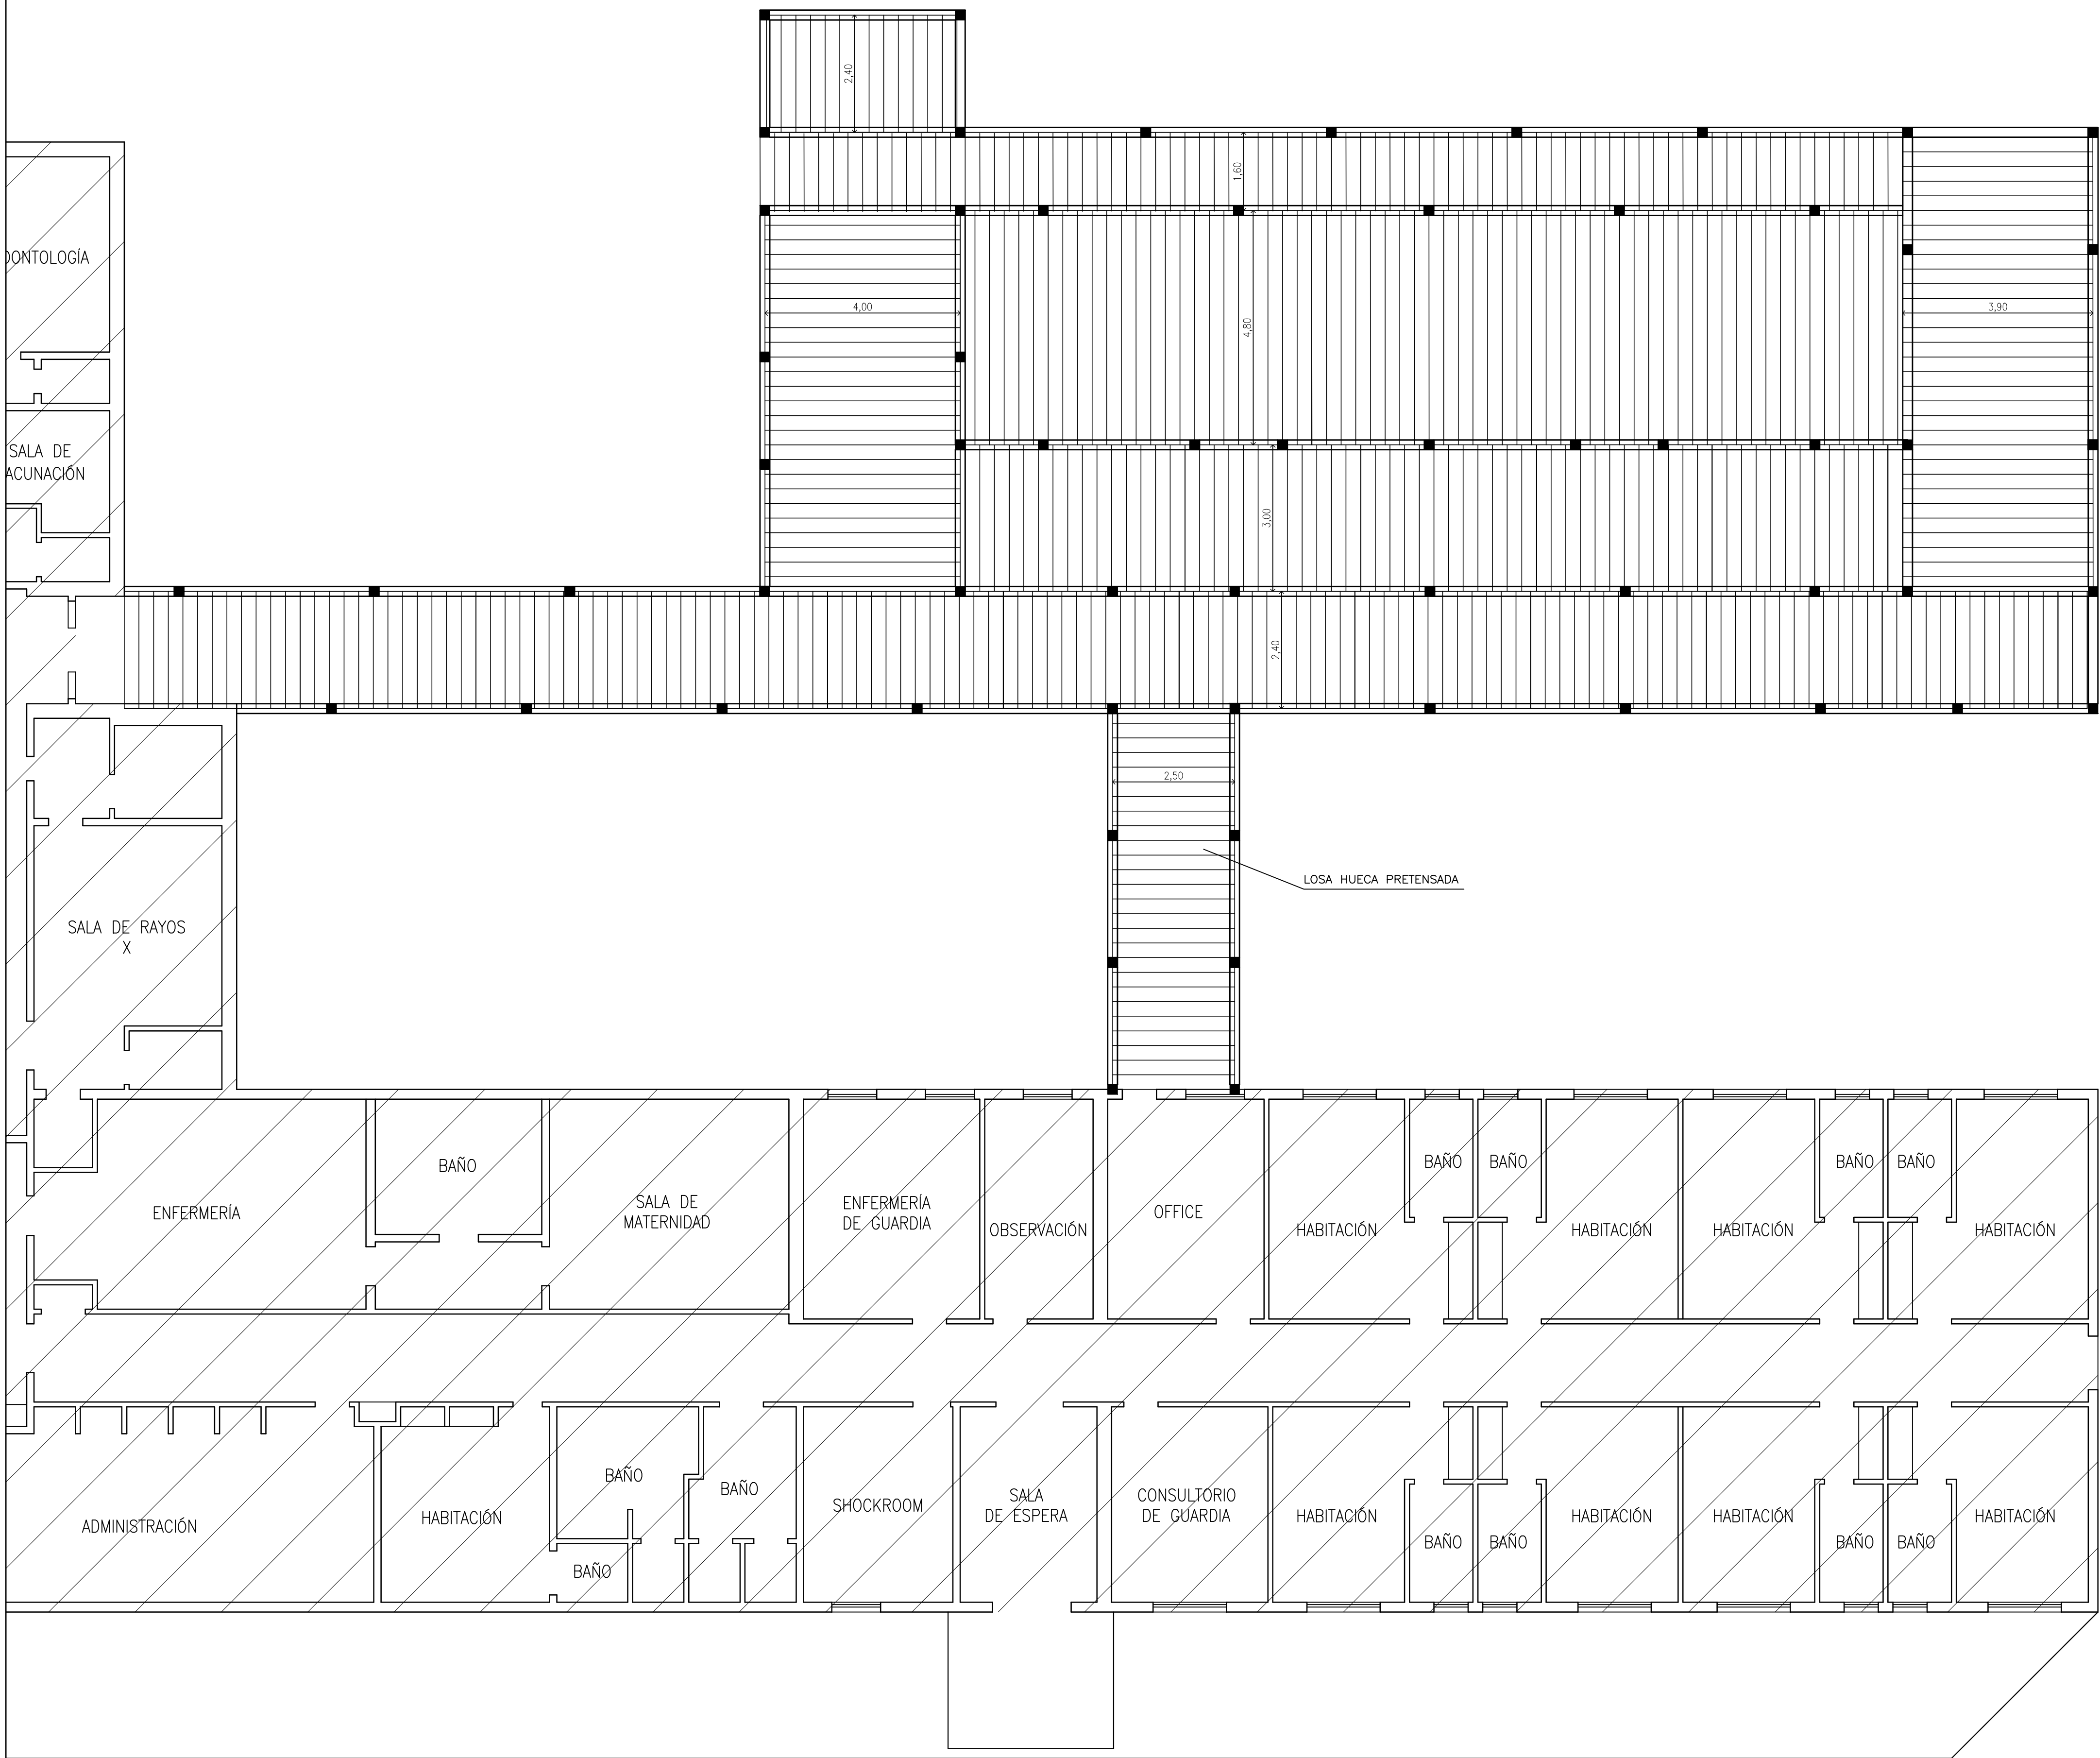 2,40
1,60
DONTOLOGÍA
4,00
4,80
3,90
SALA DE
ACUNACIÓN
3,00
2,40
2,50
LOSA HUECA PRETENSADA
SALA DE RAYOS
X
ENFERMERÍA
BAÑO
SALA DE
MATERNIDAD
ENFERMERÍA
DE GUARDIA
OBSERVACIÓN
OFFICE
HABITACIÓN
BAÑO
BAÑO
HABITACIÓN
HABITACIÓN
BAÑO
BAÑO
HABITACIÓN
ADMINISTRACIÓN
HABITACIÓN
BAÑO
BAÑO
BAÑO
SHOCKROOM
SALA
DE ESPERA
CONSULTORIO
DE GUARDIA
HABITACIÓN
BAÑO
BAÑO
HABITACIÓN
HABITACIÓN
BAÑO
BAÑO
HABITACIÓN